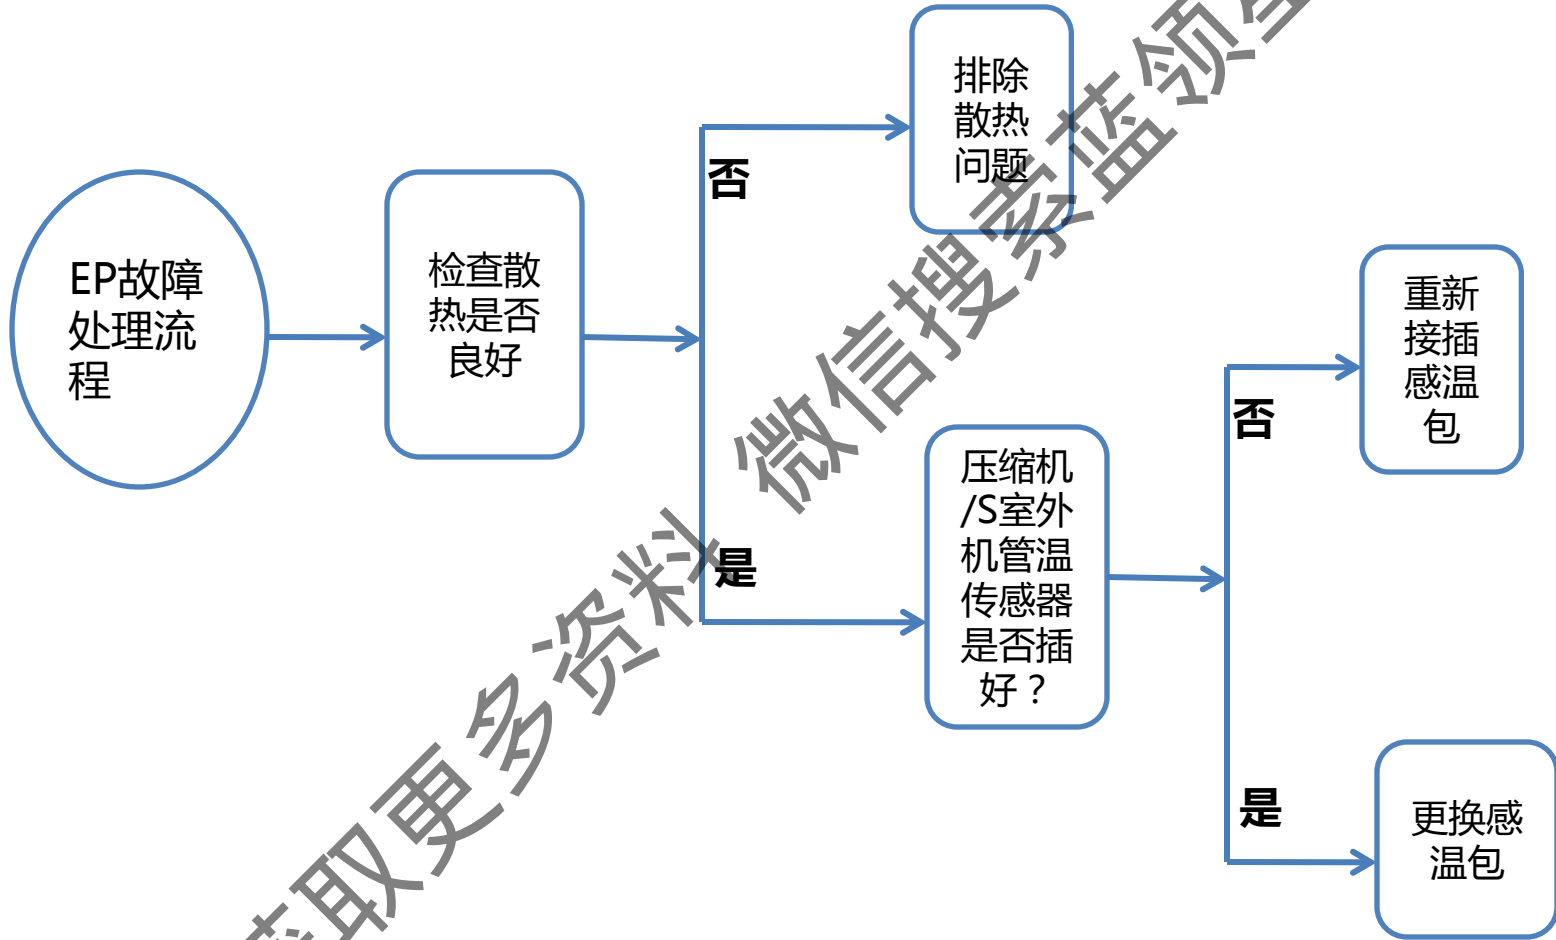 EP故障
处理流
程
检查散
热是否
良好
否
排除
散热
问题
是
压缩机
/S室外
机管温
传感器
是否插
好？
否
重新
接插
感温
包
是
更换感
温包
获取更多资料 微信搜索蓝领星